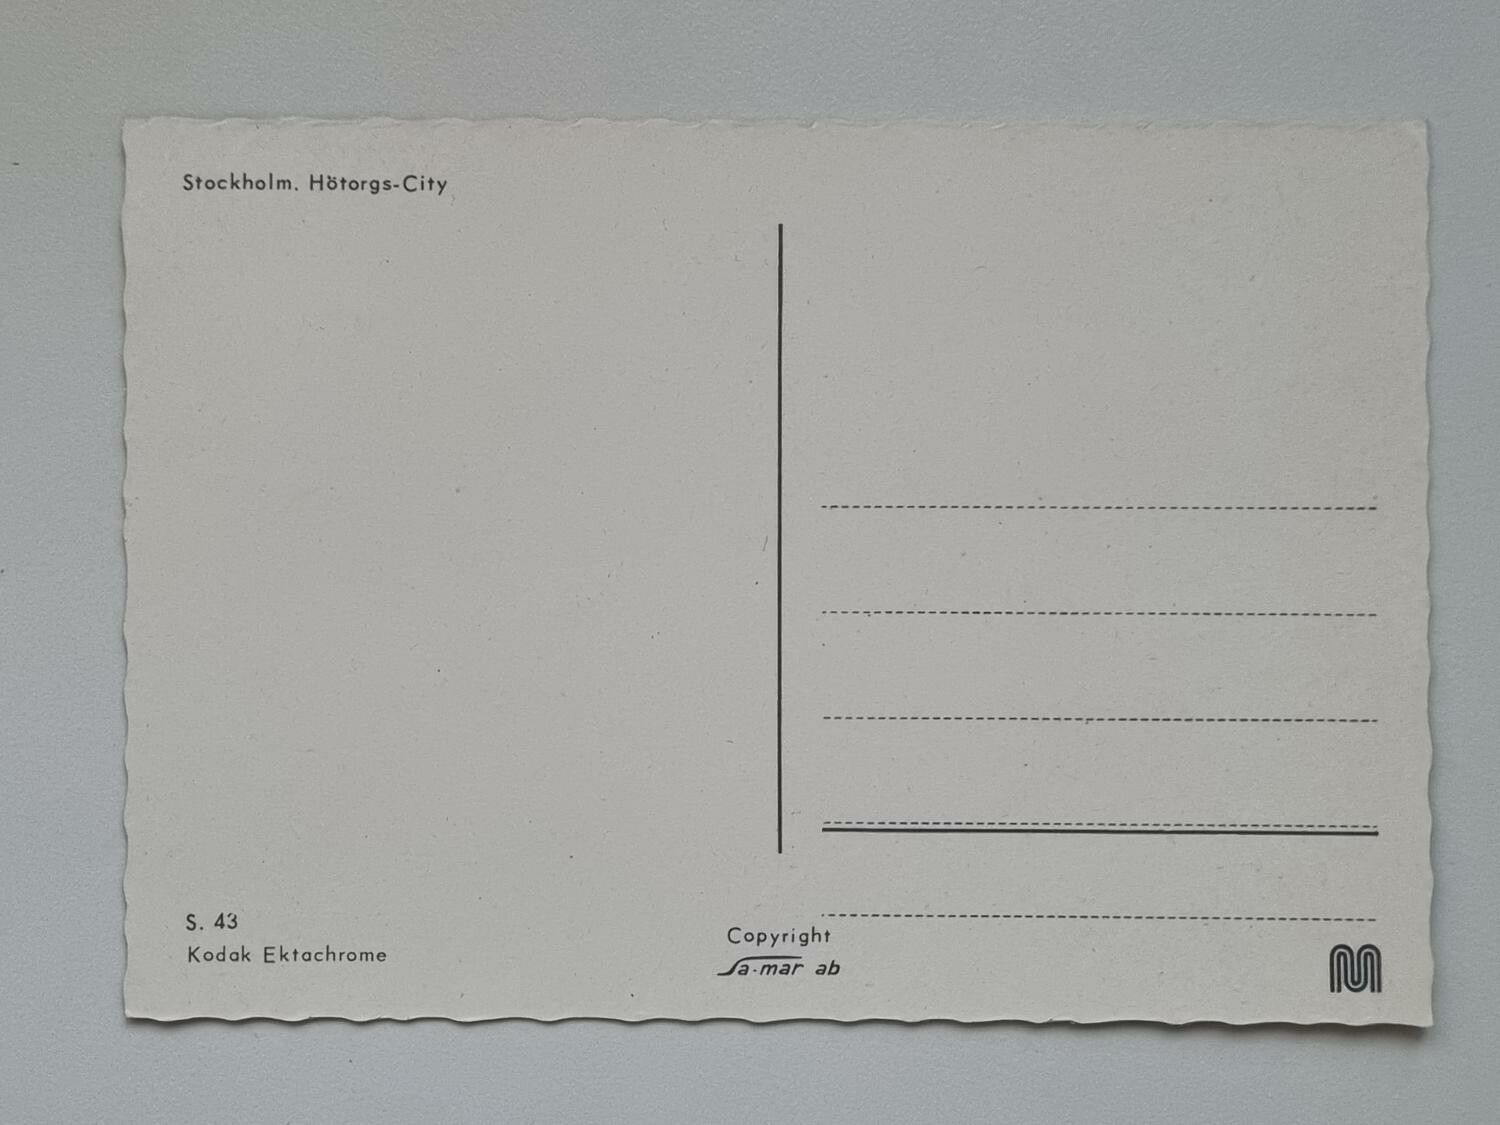 Stockholm. Hötorgs-City
S. 43
Kodak Ektachrome
Copyright
Sa-mar ab
M